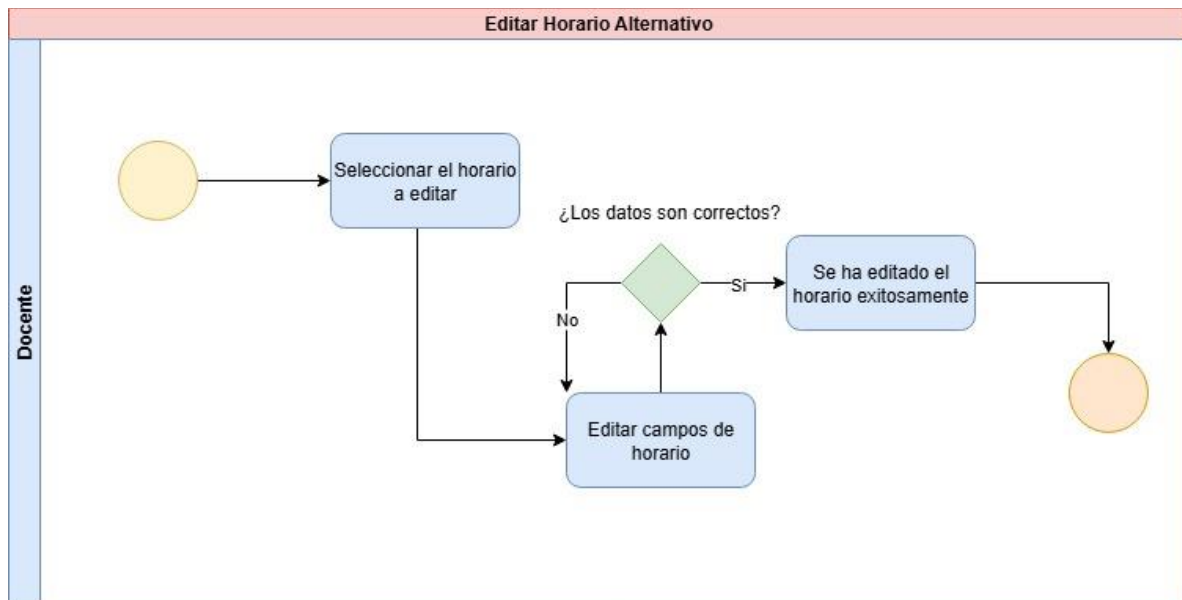 Editar Horario Alternativo
Docente
Seleccionar el horario
a editar
¿Los datos son correctos?
Si
Se ha editado el
horario exitosamente
No
Editar campos de
horario